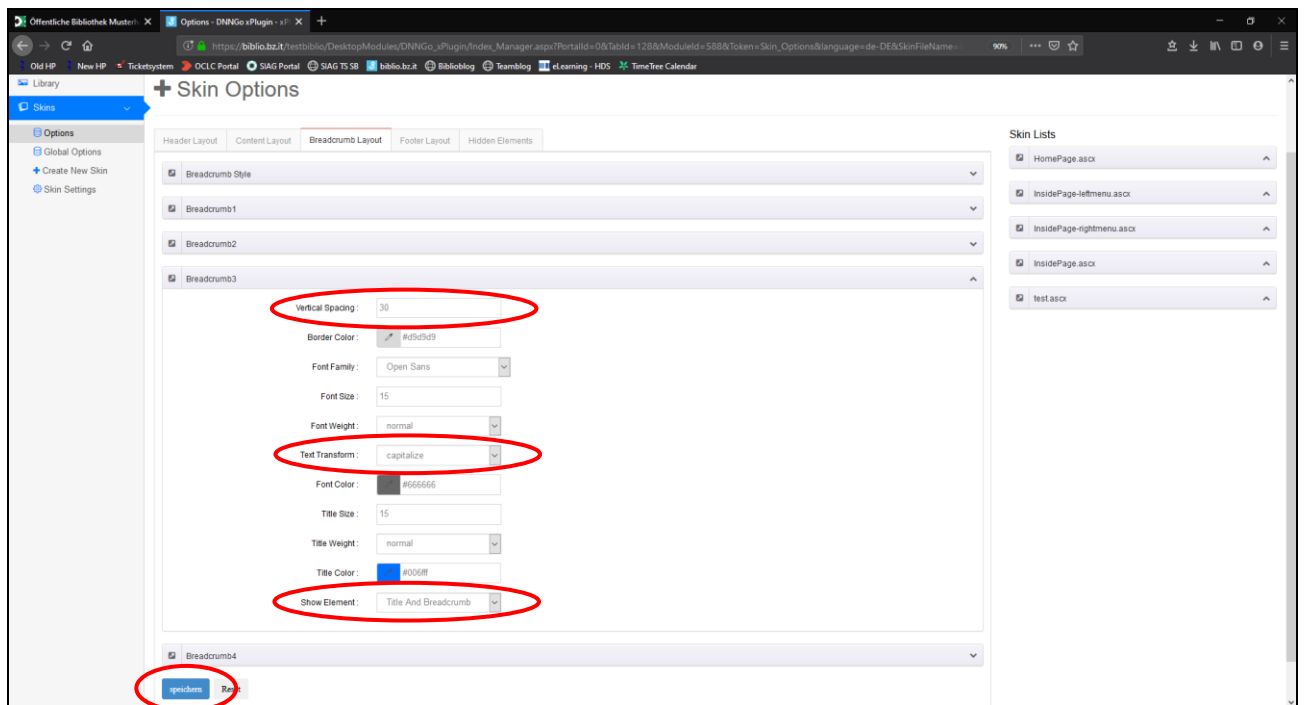 Öffentliche Bibliothek Musterh
Options - DNNGo xPlugin - xPl
https://biblio.bz.it/testbiblio/DesktopModules/DNNGo_xPlugin/Index_Manager.aspx?PortalId=0&TabId=128&ModuleId=588&Token=Skin_Options&language=de-DE&SkinFileName=
90%
Old HP New HP Ticketsystem OCLC Portal SIAG Portal SIAG TS SB biblio.bz.it Biblioblog Teamblog eLearning - HDS TimeTree Calendar
Library
Skins
Options
Global Options
Create New Skin
Skin Settings
Skin Options
Header Layout Content Layout Breadcrumb Layout Footer Layout Hidden Elements
Breadcrumb Style
Breadcrumb1
Breadcrumb2
Breadcrumb3
Vertical Spacing : 30
Border Color : #d9d9d9
Font Family : Open Sans
Font Size : 15
Font Weight : normal
Text Transform : capitalize
Font Color : #666666
Title Size : 15
Title Weight : normal
Title Color : #006fff
Show Element : Title And Breadcrumb
Breadcrumb4
speichern Reset
Skin Lists
HomePage.ascx
InsidePage-leftmenu.ascx
InsidePage-rightmenu.ascx
InsidePage.ascx
test.ascx